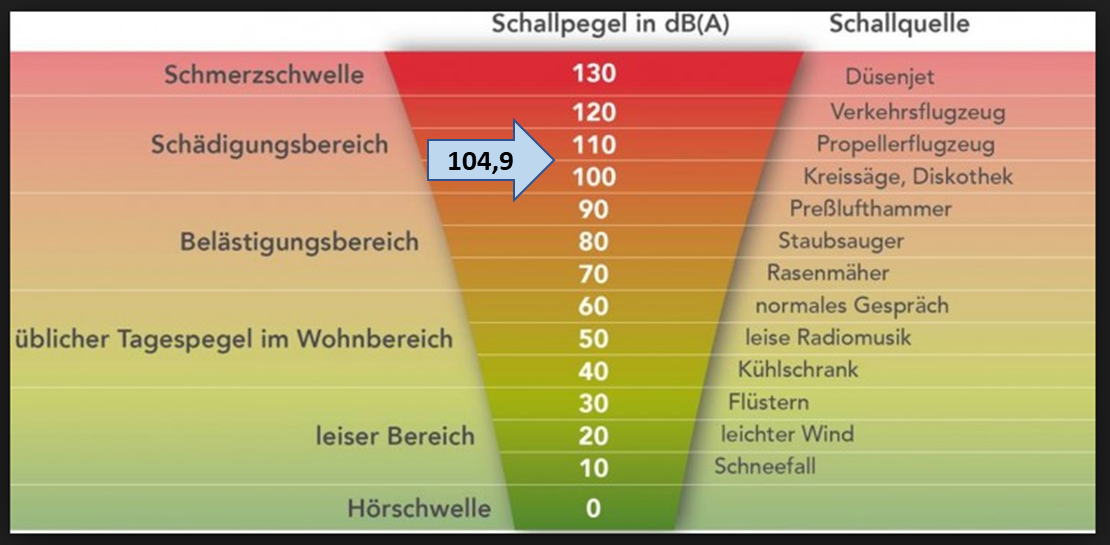 Schallpegel in dB(A) Schallquelle
Schmerzschwelle 130 Düsenjet
120 Verkehrsflugzeug
Schädigungsbereich 110 Propellerflugzeug
104,9
100 Kreissäge, Diskothek
90 Preßlufthammer
Belästigungsbereich 80 Staubsauger
70 Rasenmäher
60 normales Gespräch
üblicher Tagespegel im Wohnbereich 50 leise Radiomusik
40 Kühlschrank
30 Flüstern
leiser Bereich 20 leichter Wind
10 Schneefall
Hörschwelle 0